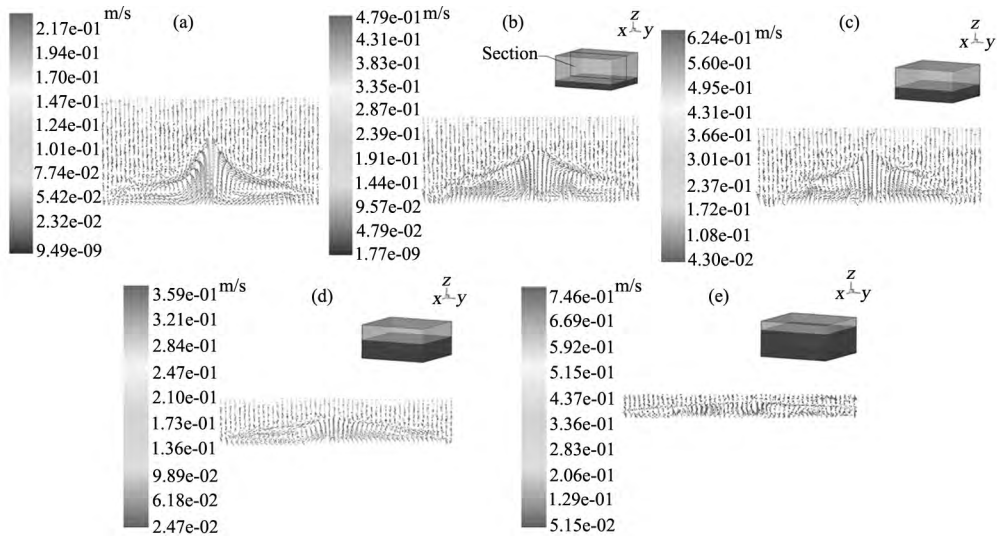 (a)
m/s
2.17e-01
1.94e-01
1.70e-01
1.47e-01
1.24e-01
1.01e-01
7.74e-02
5.42e-02
2.32e-02
9.49e-09
(b)
m/s
4.79e-01
4.31e-01
3.83e-01
3.35e-01
2.87e-01
2.39e-01
1.91e-01
1.44e-01
9.57e-02
4.79e-02
1.77e-09
z
x y
Section
(c)
m/s
6.24e-01
5.60e-01
4.95e-01
4.31e-01
3.66e-01
3.01e-01
2.37e-01
1.72e-01
1.08e-01
4.30e-02
z
x y
(d)
m/s
3.59e-01
3.21e-01
2.84e-01
2.47e-01
2.10e-01
1.73e-01
1.36e-01
9.89e-02
6.18e-02
2.47e-02
z
x y
(e)
m/s
7.46e-01
6.69e-01
5.92e-01
5.15e-01
4.37e-01
3.36e-01
2.83e-01
2.06e-01
1.29e-01
5.15e-02
z
x y